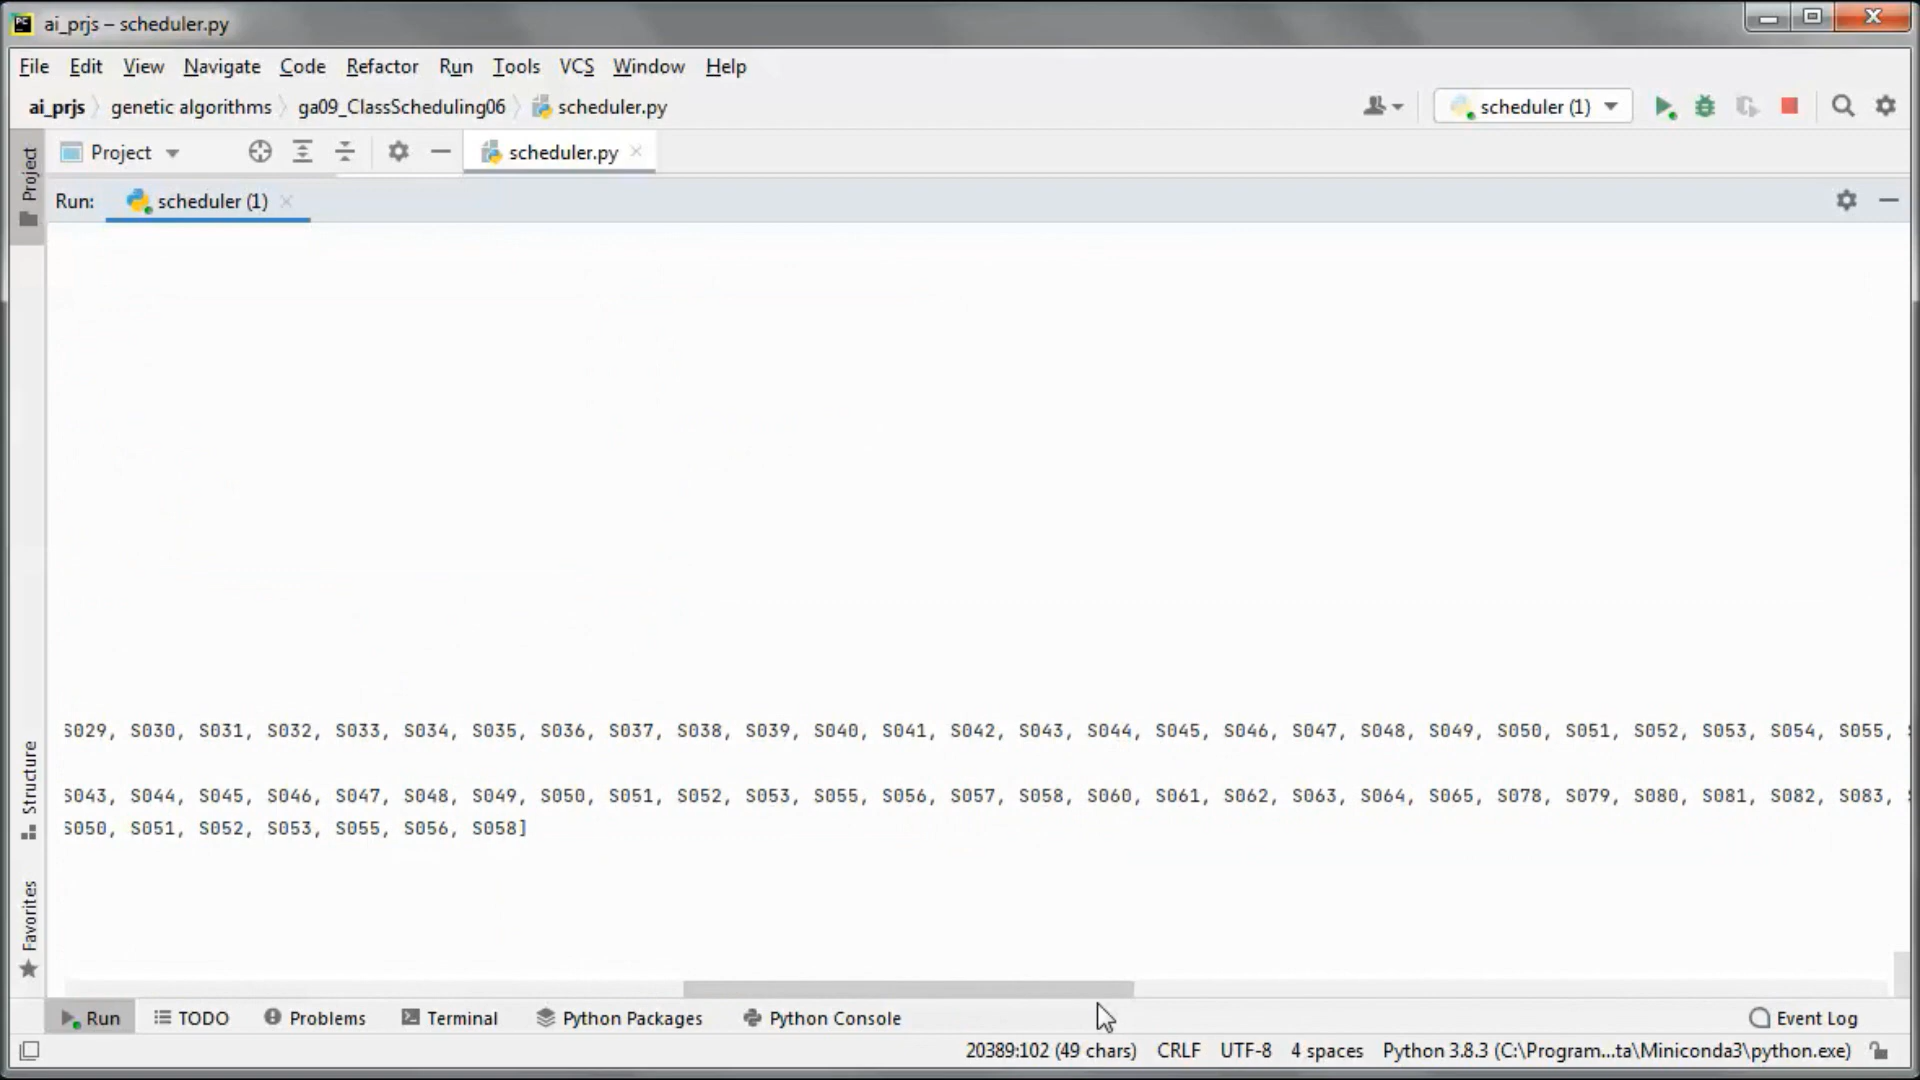 ai_prjs – scheduler.py
File Edit View Navigate Code Refactor Run Tools VCS Window Help
ai_prjs genetic algorithms ga09_ClassScheduling06 scheduler.py scheduler (1)
Project Project scheduler.py
Run: scheduler (1)
S029, S030, S031, S032, S033, S034, S035, S036, S037, S038, S039, S040, S041, S042, S043, S044, S045, S046, S047, S048, S049, S050, S051, S052, S053, S054, S055,
S043, S044, S045, S046, S047, S048, S049, S050, S051, S052, S053, S055, S056, S057, S058, S060, S061, S062, S063, S064, S065, S078, S079, S080, S081, S082, S083,
S050, S051, S052, S053, S055, S056, S058]
Structure
Favorites
Run TODO Problems Terminal Python Packages Python Console Event Log
20389:102 (49 chars) CRLF UTF-8 4 spaces Python 3.8.3 (C:\Program...ta\Miniconda3\python.exe)